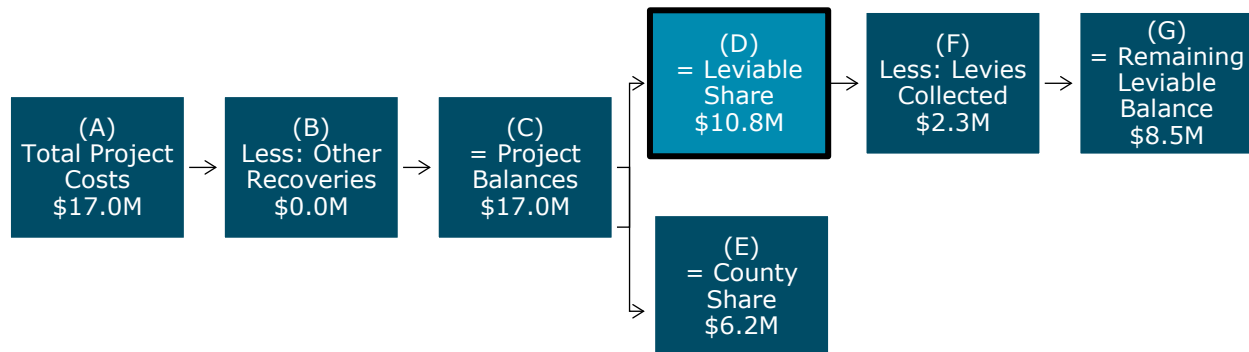 (A)
Total Project
Costs
$17.0M
(B)
Less: Other
Recoveries
$0.0M
(C)
= Project
Balances
$17.0M
(D)
= Leviable
Share
$10.8M
(E)
= County
Share
$6.2M
(F)
Less: Levies
Collected
$2.3M
(G)
= Remaining
Leviable
Balance
$8.5M